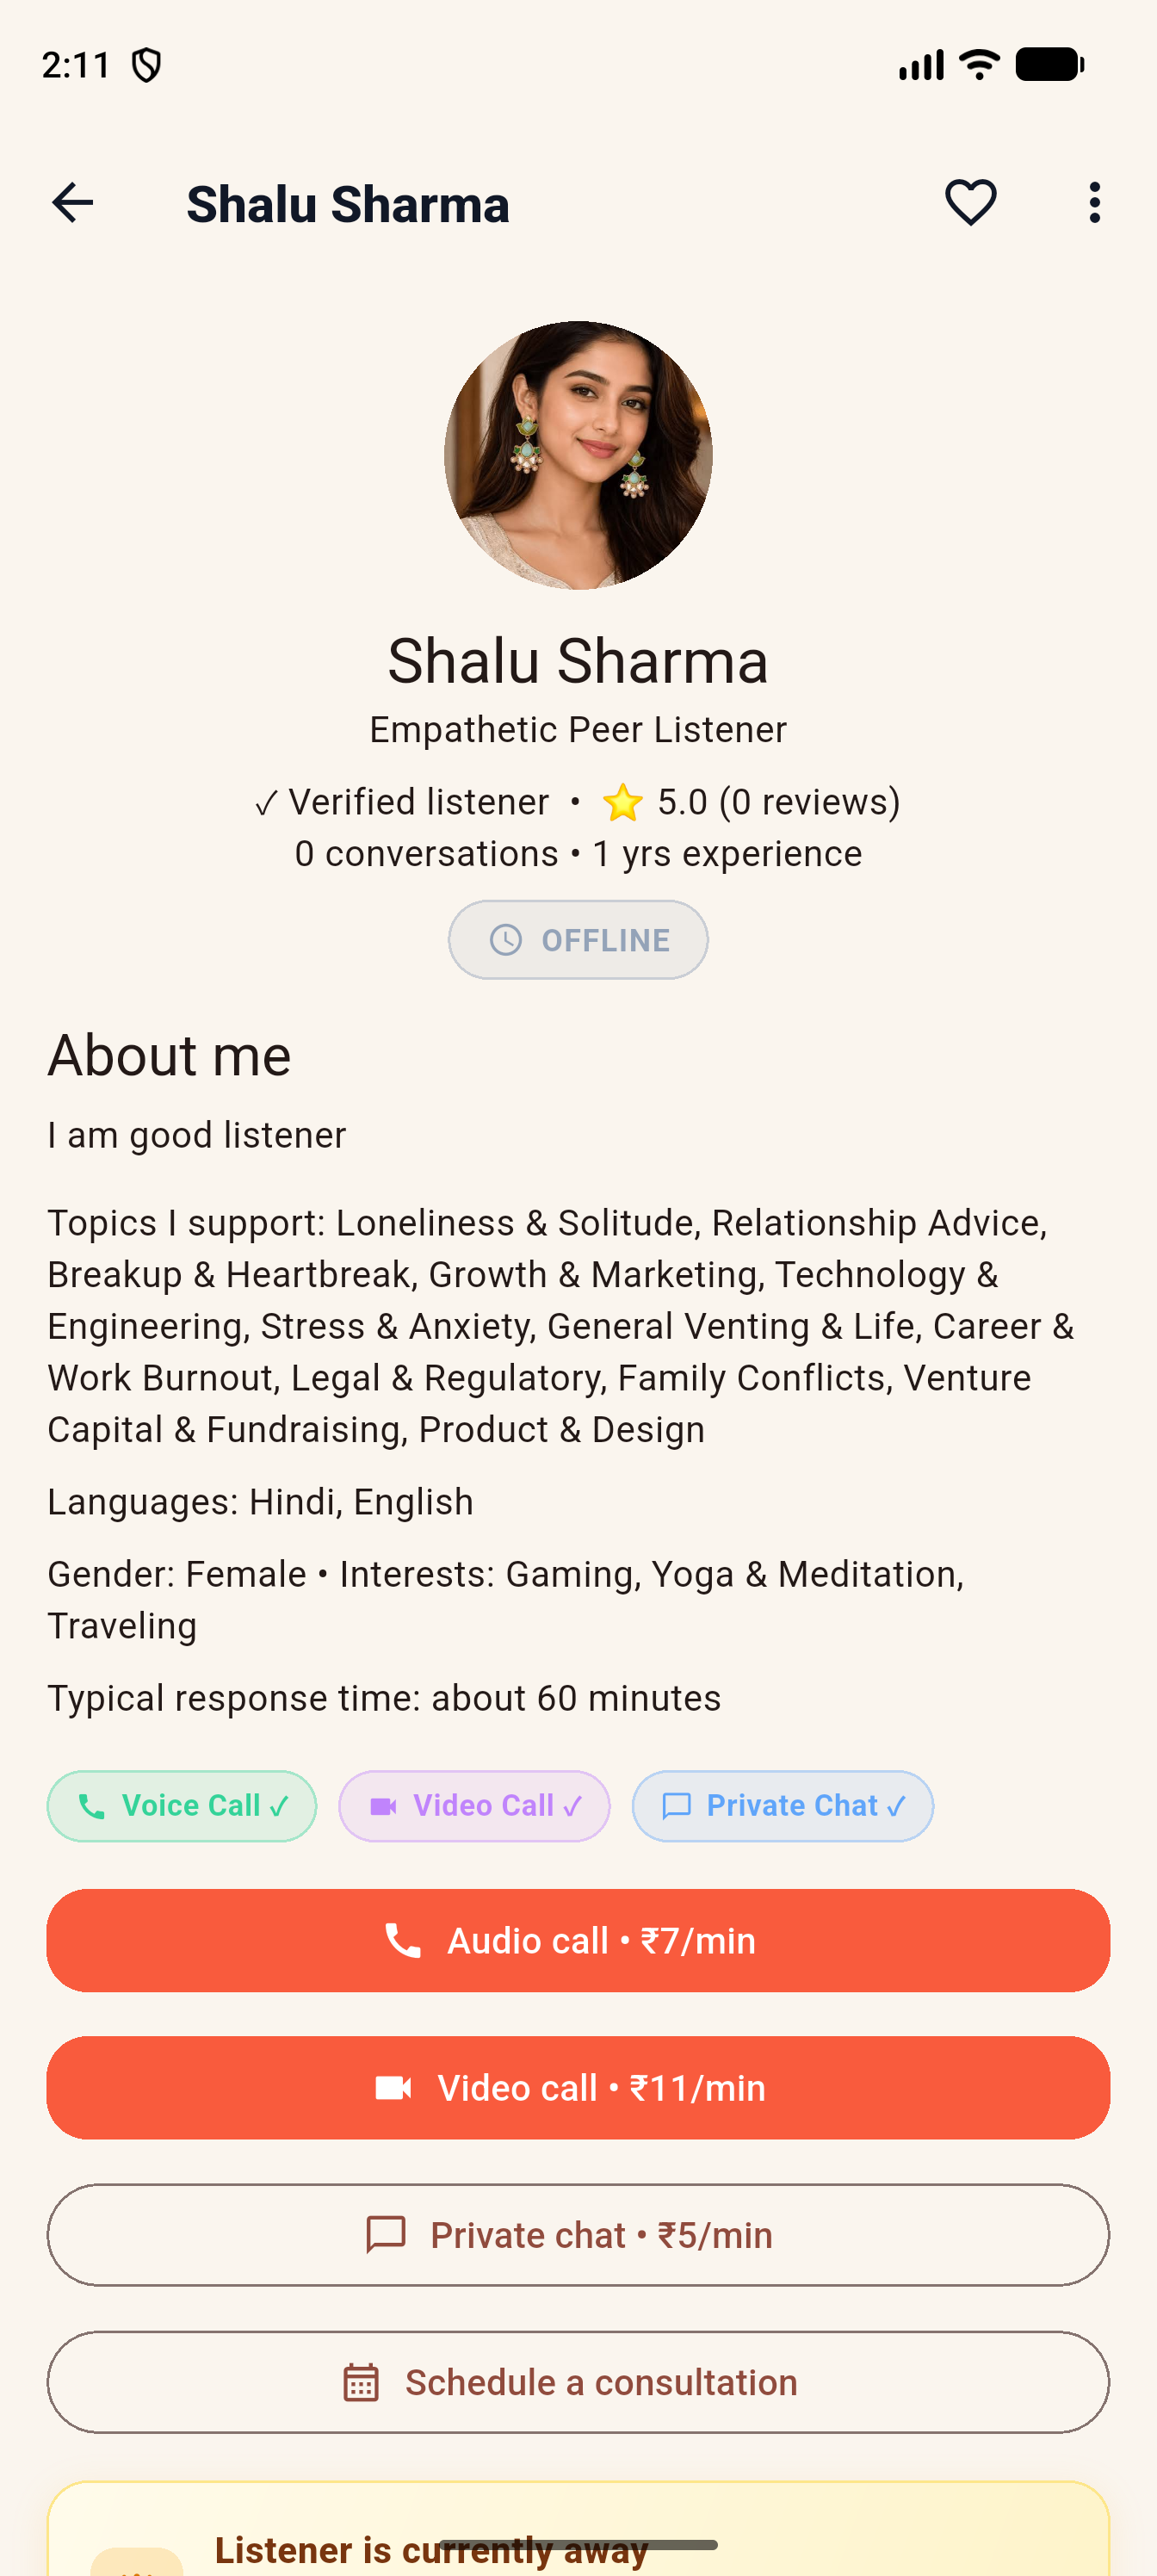 2:11
Shalu Sharma
Shalu Sharma
Empathetic Peer Listener
✓ Verified listener • ⭐ 5.0 (0 reviews)
0 conversations • 1 yrs experience
OFFLINE
About me
I am good listener
Topics I support: Loneliness & Solitude, Relationship Advice,
Breakup & Heartbreak, Growth & Marketing, Technology &
Engineering, Stress & Anxiety, General Venting & Life, Career &
Work Burnout, Legal & Regulatory, Family Conflicts, Venture
Capital & Fundraising, Product & Design
Languages: Hindi, English
Gender: Female • Interests: Gaming, Yoga & Meditation,
Traveling
Typical response time: about 60 minutes
Voice Call ✓ Video Call ✓ Private Chat ✓
Audio call • ₹7/min
Video call • ₹11/min
Private chat • ₹5/min
Schedule a consultation
Listener is currently away